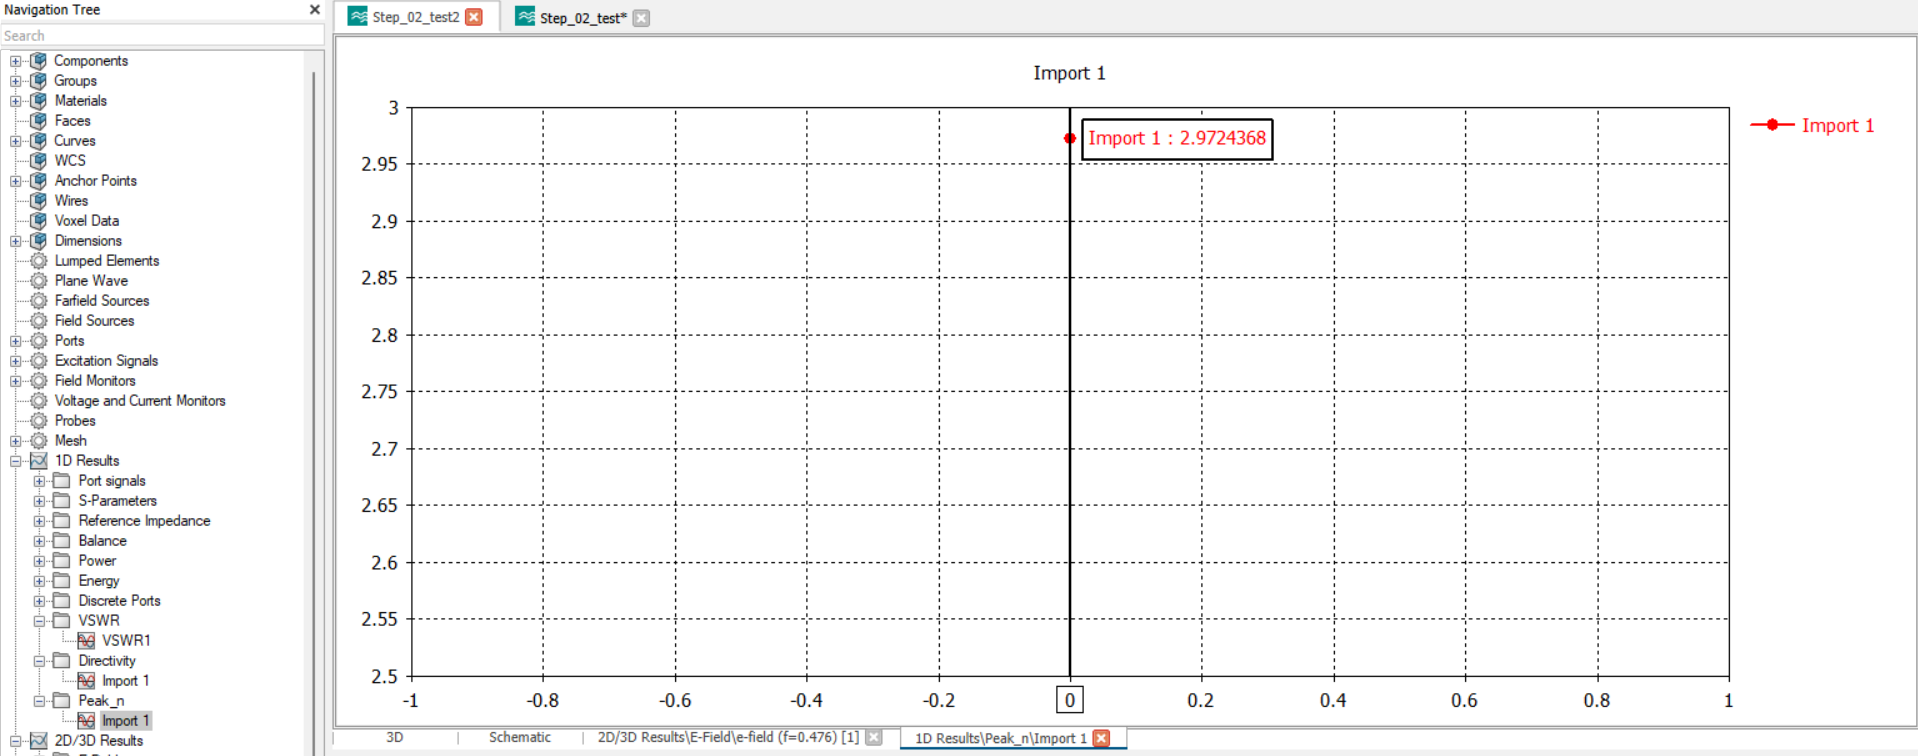 Navigation Tree
Search
Components
Groups
Materials
Faces
Curves
WCS
Anchor Points
Wires
Voxel Data
Dimensions
Lumped Elements
Plane Wave
Farfield Sources
Field Sources
Ports
Excitation Signals
Field Monitors
Voltage and Current Monitors
Probes
Mesh
1D Results
Port signals
S-Parameters
Reference Impedance
Balance
Power
Energy
Discrete Ports
VSWR
VSWR1
Directivity
Import 1
Peak_n
Import 1
2D/3D Results
Step_02_test2
Step_02_test*
Import 1
3
2.95
2.9
2.85
2.8
2.75
2.7
2.65
2.6
2.55
2.5
Import 1 : 2.9724368
Import 1
-1 -0.8 -0.6 -0.4 -0.2 0 0.2 0.4 0.6 0.8 1
3D
Schematic
2D/3D Results\E-Field\e-field (f=0.476) [1]
1D Results\Peak_n\Import 1